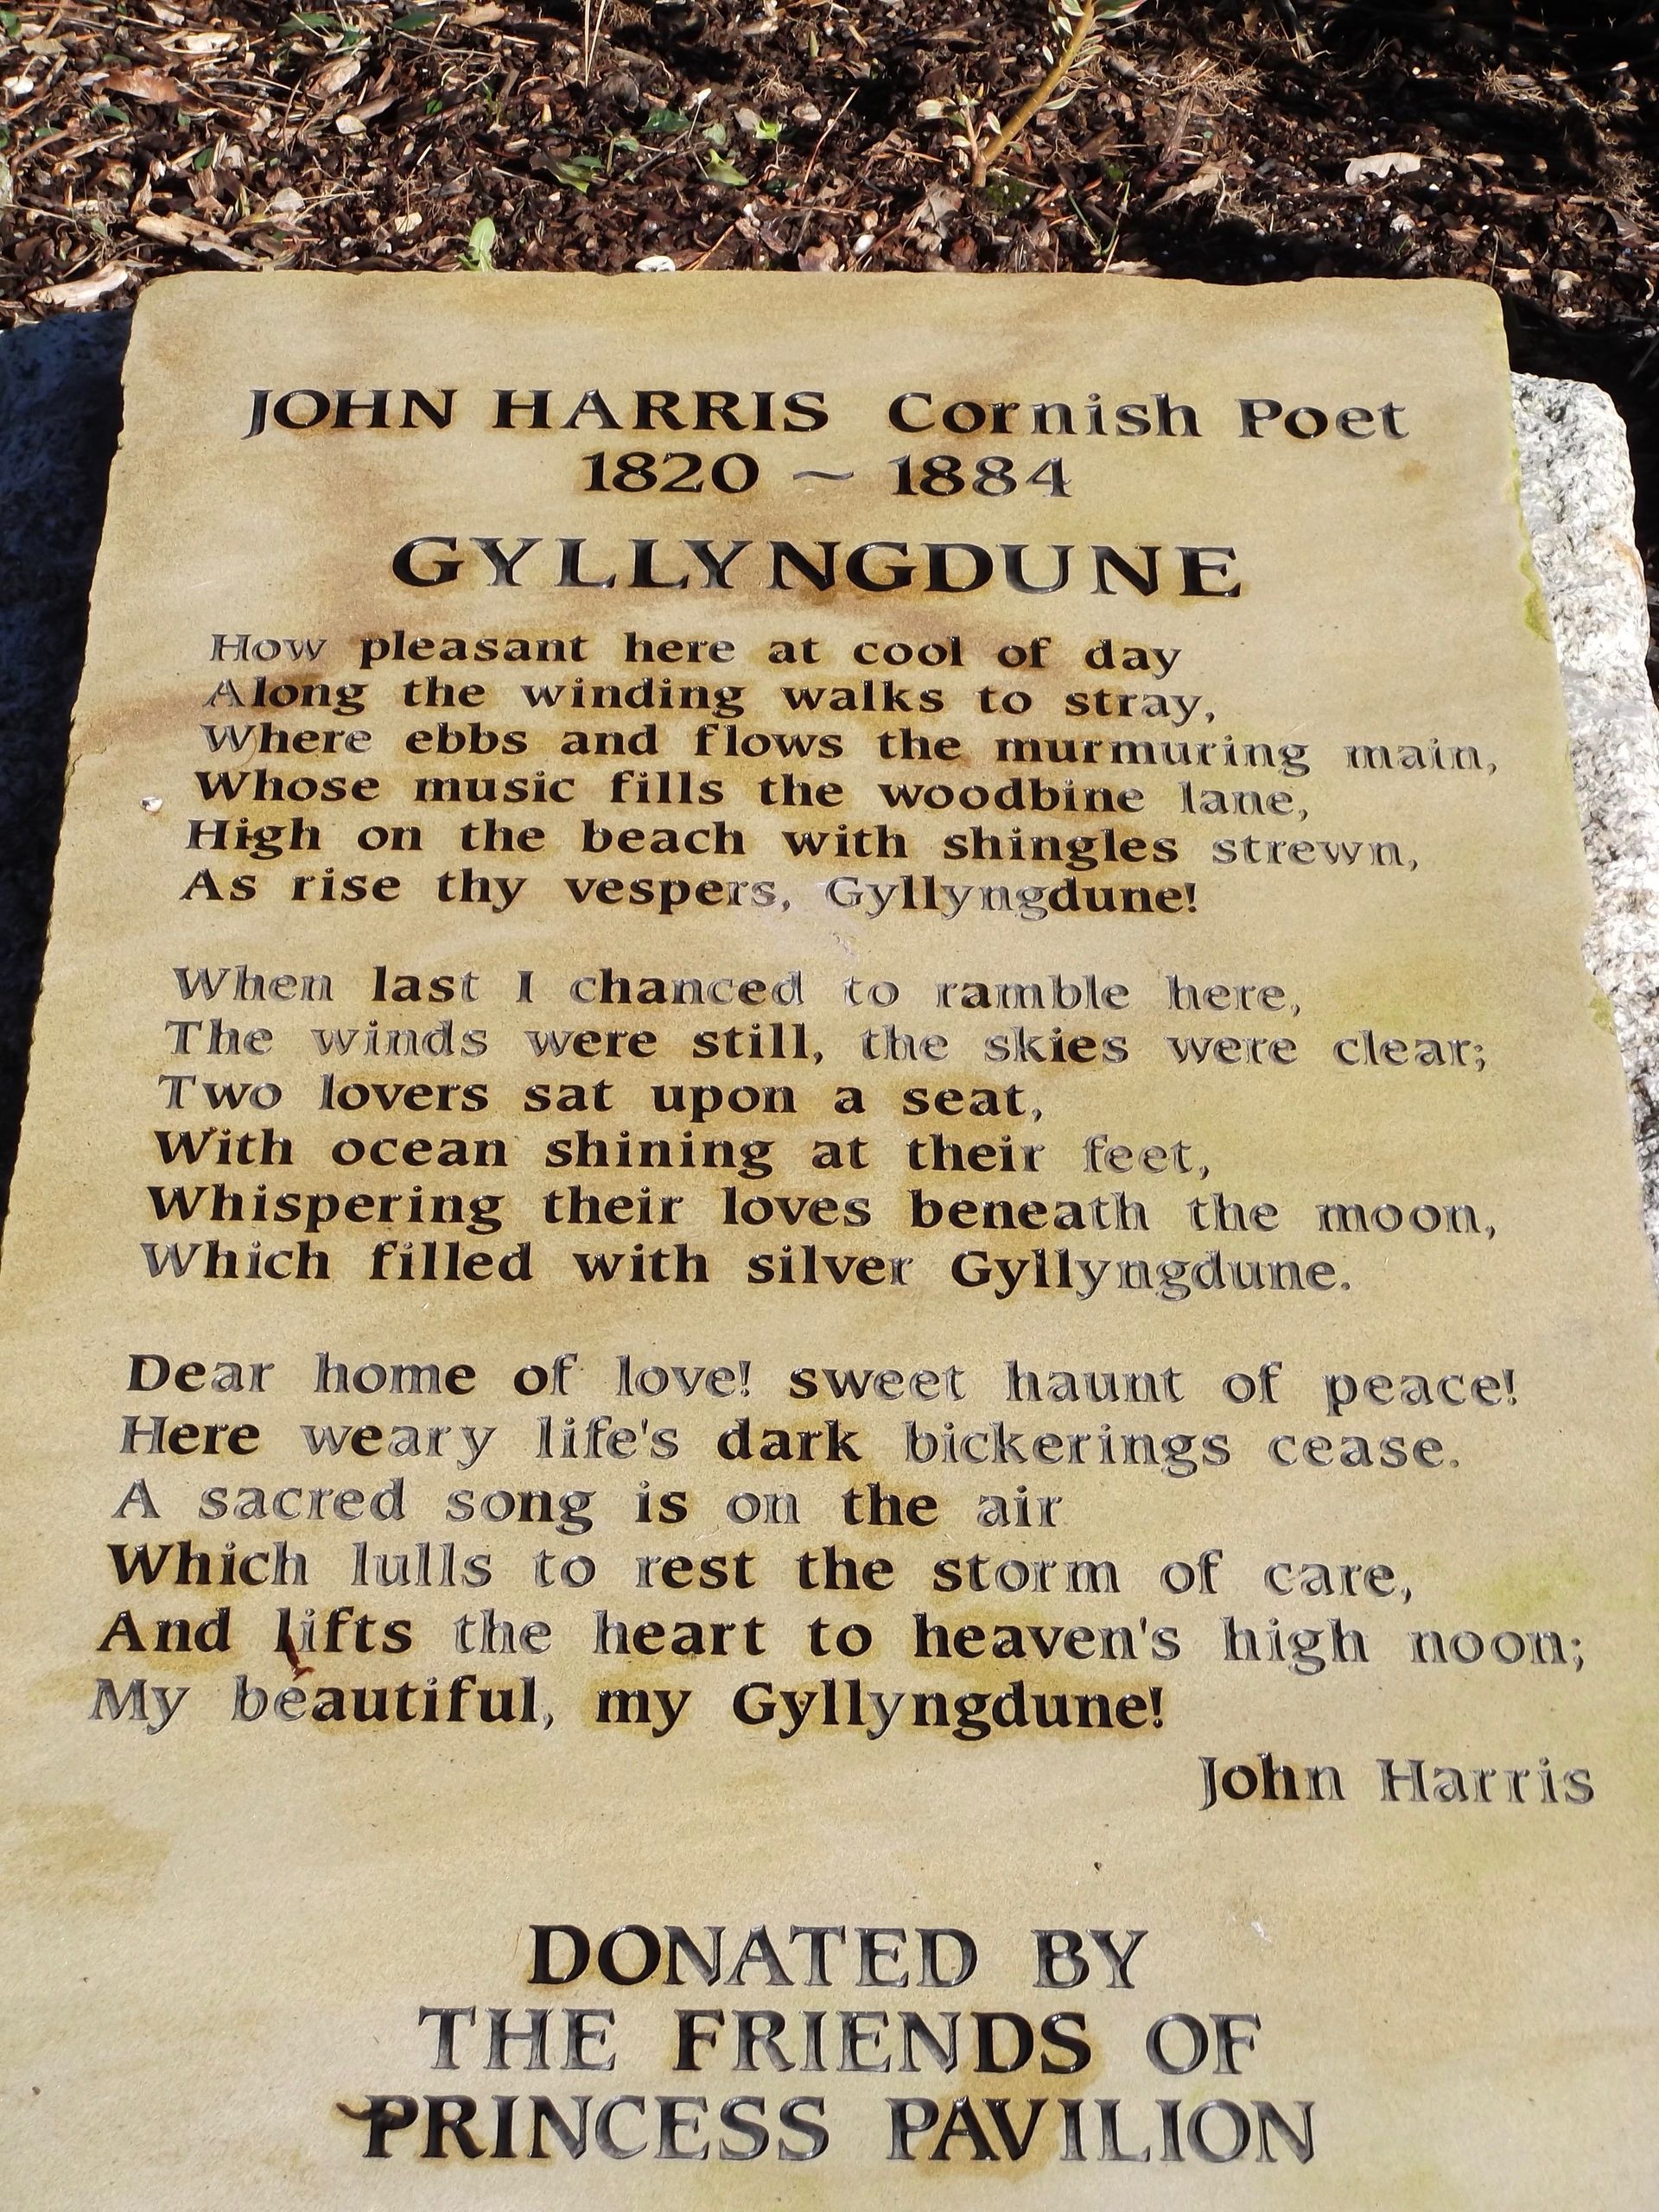 JOHN HARRIS Cornish Poet
1820 ~ 1884
GYLLYNGDUNE
How pleasant here at cool of day
Along the winding walks to stray,
Where ebbs and flows the murmuring main,
Whose music fills the woodbine lane,
High on the beach with shingles strewn,
As rise thy vespers, Gyllyngdune!
When last I chanced to ramble here,
The winds were still, the skies were clear;
Two lovers sat upon a seat,
With ocean shining at their feet,
Whispering their loves beneath the moon,
Which filled with silver Gyllyngdune.
Dear home of love! sweet haunt of peace!
Here weary life's dark bickerings cease.
A sacred song is on the air
Which lulls to rest the storm of care,
And lifts the heart to heaven's high noon;
My beautiful, my Gyllyngdune!
John Harris
DONATED BY
THE FRIENDS OF
PRINCESS PAVILION